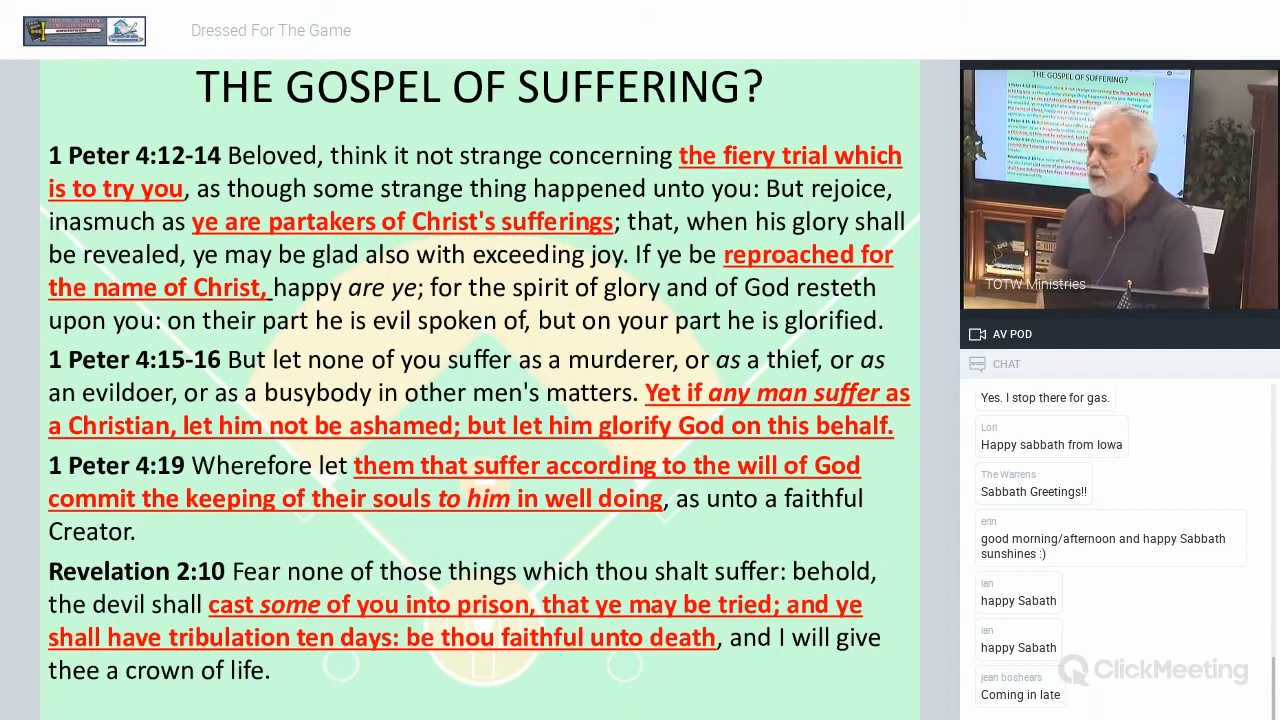 Dressed For The Game
THE GOSPEL OF SUFFERING?
1 Peter 4:12-14 Beloved, think it not strange concerning the fiery trial which
is to try you, as though some strange thing happened unto you: But rejoice,
inasmuch as ye are partakers of Christ's sufferings; that, when his glory shall
be revealed, ye may be glad also with exceeding joy. If ye be reproached for
the name of Christ, happy are ye; for the spirit of glory and of God resteth
upon you: on their part he is evil spoken of, but on your part he is glorified.
1 Peter 4:15-16 But let none of you suffer as a murderer, or as a thief, or as
an evildoer, or as a busybody in other men's matters. Yet if any man suffer as
a Christian, let him not be ashamed; but let him glorify God on this behalf.
1 Peter 4:19 Wherefore let them that suffer according to the will of God
commit the keeping of their souls to him in well doing, as unto a faithful
Creator.
Revelation 2:10 Fear none of those things which thou shalt suffer: behold,
the devil shall cast some of you into prison, that ye may be tried; and ye
shall have tribulation ten days: be thou faithful unto death, and I will give
thee a crown of life.
THE GOSPEL OF SUFFERING?
TOTW Ministries
AV POD
CHAT
Yes. I stop there for gas.
Lori
Happy sabbath from Iowa
The Warrens
Sabbath Greetings!!
erin
good morning/afternoon and happy Sabbath
sunshines :)
ian
happy Sabath
ian
happy Sabath
jean boshears
Coming in late
ClickMeeting